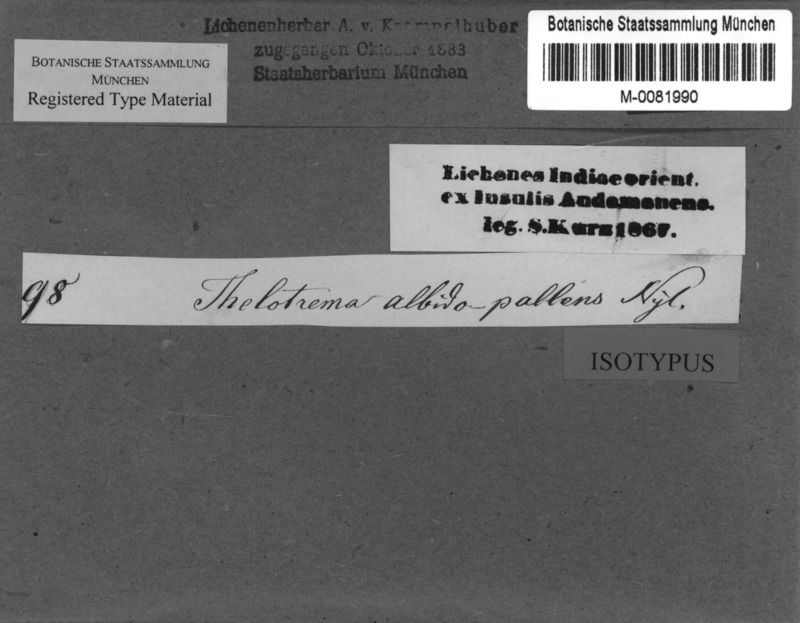 Lichenenherbar A. v. Krempelhuber
zugegangen Oktober 1883
Staatsherbarium München
Botanische Staatssammlung München
M-0081990
BOTANISCHE STAATSSAMMLUNG
MÜNCHEN
Registered Type Material
Lichenes Indiae orient.
ex Insulis Andamanens.
leg. S. Kurz 1867.
98 Thelotrema albido-pallens Nyl.
ISOTYPUS